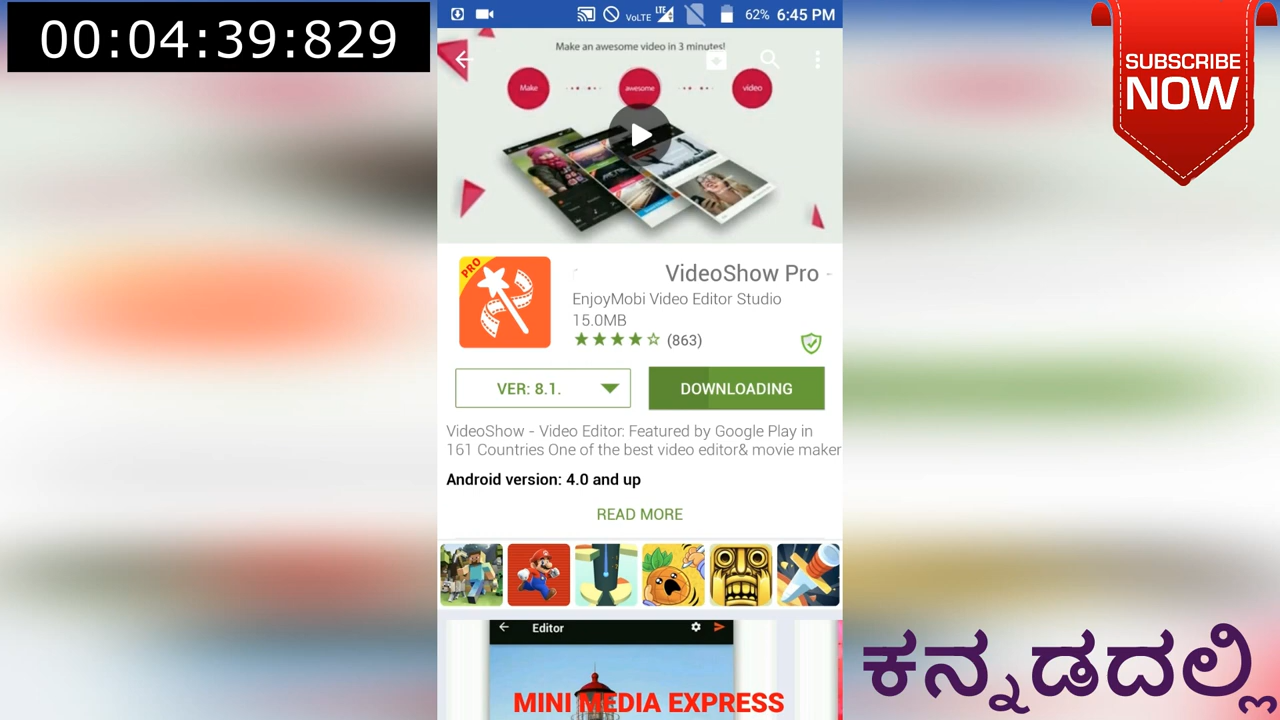 00:04:39:829
VoLTE LTE 62% 6:45 PM
SUBSCRIBE
NOW
Make an awesome video in 3 minutes!
Make awesome video
PRO
VideoShow Pro -
EnjoyMobi Video Editor Studio
15.0MB
(863)
VER: 8.1. DOWNLOADING
VideoShow - Video Editor: Featured by Google Play in
161 Countries One of the best video editor& movie maker
Android version: 4.0 and up
READ MORE
Editor
MINI MEDIA EXPRESS
ಕನ್ನಡದಲ್ಲಿ